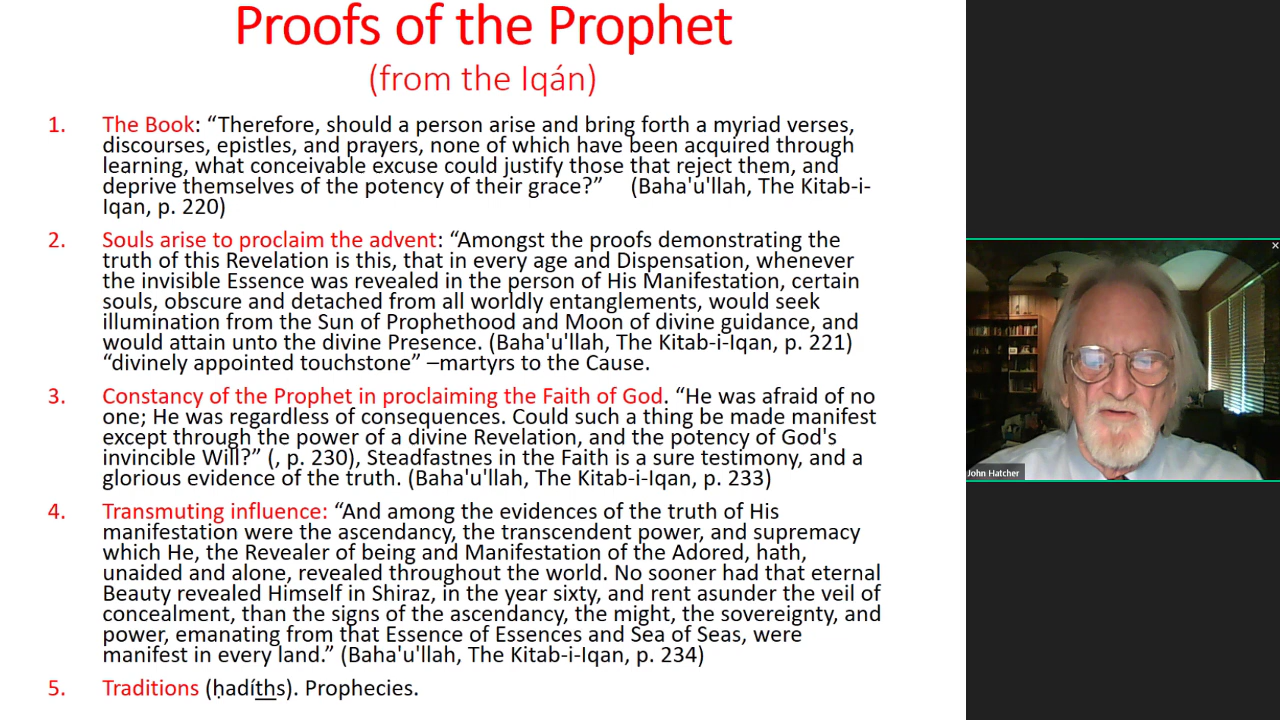 Proofs of the Prophet
(from the Iqán)
1. The Book: “Therefore, should a person arise and bring forth a myriad verses,
discourses, epistles, and prayers, none of which have been acquired through
learning, what conceivable excuse could justify those that reject them, and
deprive themselves of the potency of their grace?” (Baha'u'llah, The Kitab-i-
Iqan, p. 220)
2. Souls arise to proclaim the advent: “Amongst the proofs demonstrating the
truth of this Revelation is this, that in every age and Dispensation, whenever
the invisible Essence was revealed in the person of His Manifestation, certain
souls, obscure and detached from all worldly entanglements, would seek
illumination from the Sun of Prophethood and Moon of divine guidance, and
would attain unto the divine Presence. (Baha'u'llah, The Kitab-i-Iqan, p. 221)
“divinely appointed touchstone” –martyrs to the Cause.
3. Constancy of the Prophet in proclaiming the Faith of God. “He was afraid of no
one; He was regardless of consequences. Could such a thing be made manifest
except through the power of a divine Revelation, and the potency of God's
invincible Will?” (, p. 230), Steadfastnes in the Faith is a sure testimony, and a
glorious evidence of the truth. (Baha'u'llah, The Kitab-i-Iqan, p. 233)
4. Transmuting influence: “And among the evidences of the truth of His
manifestation were the ascendancy, the transcendent power, and supremacy
which He, the Revealer of being and Manifestation of the Adored, hath,
unaided and alone, revealed throughout the world. No sooner had that eternal
Beauty revealed Himself in Shiraz, in the year sixty, and rent asunder the veil of
concealment, than the signs of the ascendancy, the might, the sovereignty, and
power, emanating from that Essence of Essences and Sea of Seas, were
manifest in every land.” (Baha'u'llah, The Kitab-i-Iqan, p. 234)
5. Traditions (ḥadíths). Prophecies.
John Hatcher